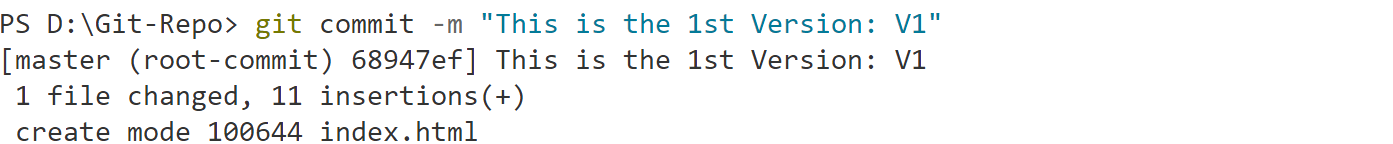 PS D:\Git-Repo> git commit -m "This is the 1st Version: V1"
[master (root-commit) 68947ef] This is the 1st Version: V1
 1 file changed, 11 insertions(+)
 create mode 100644 index.html